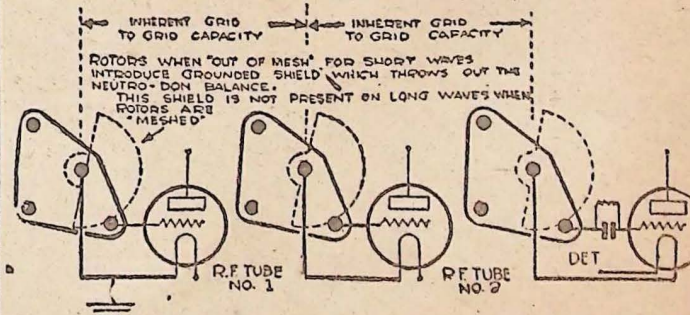 INHERENT GRID TO GRID CAPACITY
INHERENT GRID TO GRID CAPACITY
ROTORS WHEN "OUT OF MESH" FOR SHORT WAVES
INTRODUCE GROUNDED SHIELD WHICH THROWS OUT THE
NEUTRO-DON BALANCE.
THIS SHIELD IS NOT PRESENT ON LONG WAVES WHEN
ROTORS ARE
"MESHED"
R.F. TUBE
NO. 1
R.F. TUBE
NO. 2
DET